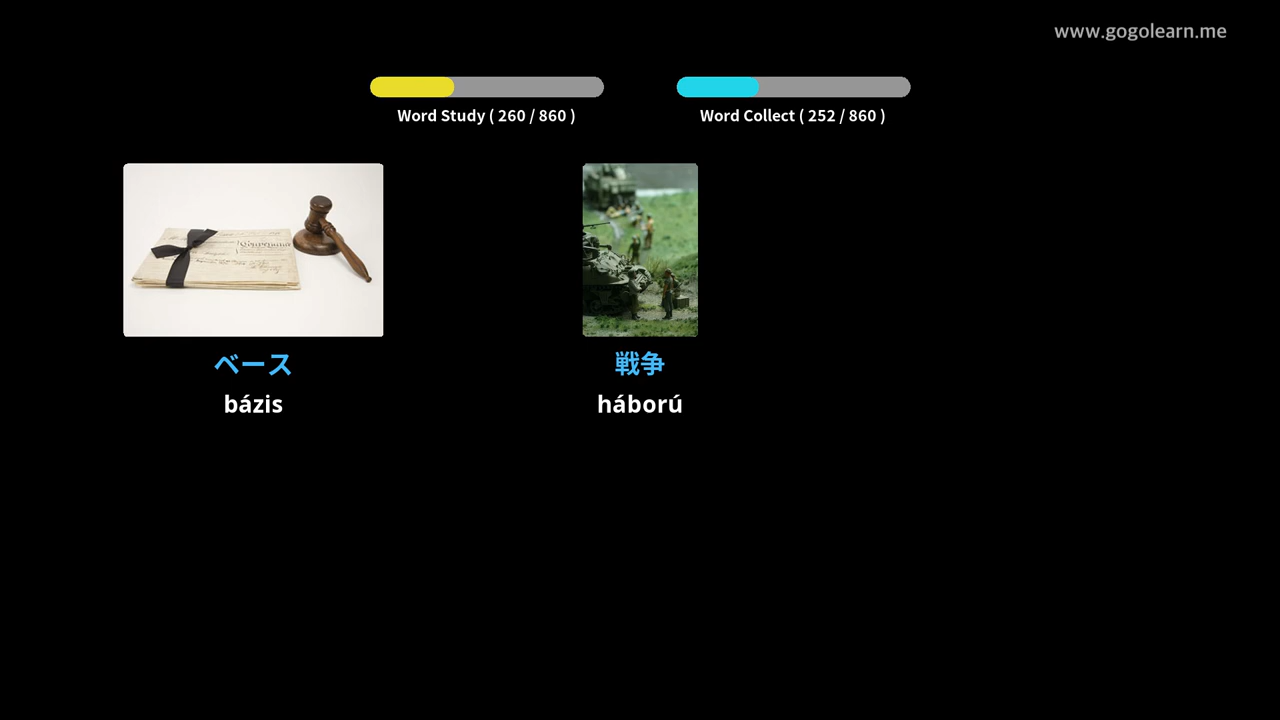 www.gogolearn.me
Word Study ( 260 / 860 )
Word Collect ( 252 / 860 )
ベース
bázis
戦争
háború